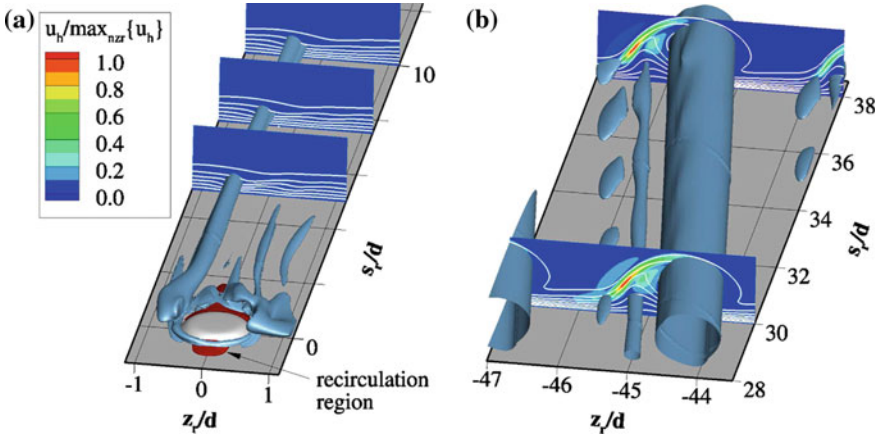 (a)
u_h/max_nzr{u_h}
1.0
0.8
0.6
0.4
0.2
0.0
10
s_r/d
0
-1
0
1
z_r/d
recirculation
region
(b)
38
36
34
32
30
28
s_r/d
-47
-46
-45
-44
z_r/d